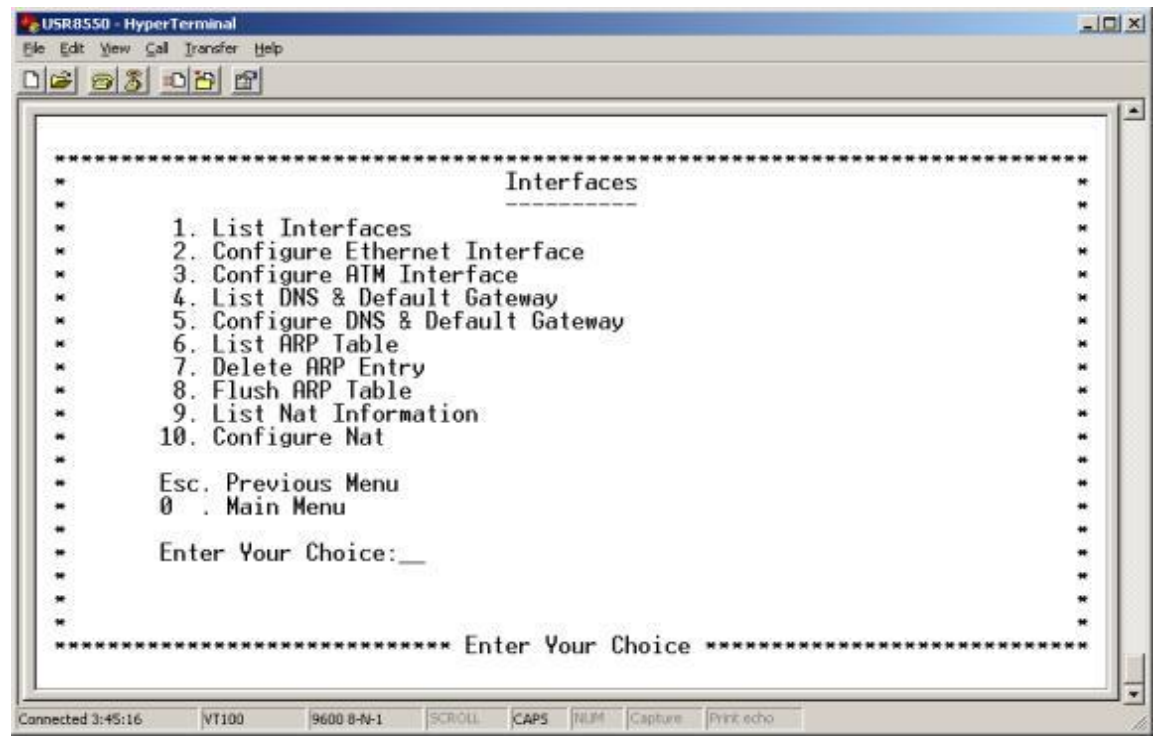 USR8550 - HyperTerminal
File Edit View Call Transfer Help
********************************************************************************
* Interfaces *
* ---------- *
* 1. List Interfaces *
* 2. Configure Ethernet Interface *
* 3. Configure ATM Interface *
* 4. List DNS & Default Gateway *
* 5. Configure DNS & Default Gateway *
* 6. List ARP Table *
* 7. Delete ARP Entry *
* 8. Flush ARP Table *
* 9. List Nat Information *
* 10. Configure Nat *
* *
* Esc. Previous Menu *
* 0 . Main Menu *
* *
* Enter Your Choice:__ *
* *
* *
* *
****************************** Enter Your Choice *****************************
Connected 3:45:16 VT100 9600 8-N-1 SCROLL CAPS NUM Capture Print echo